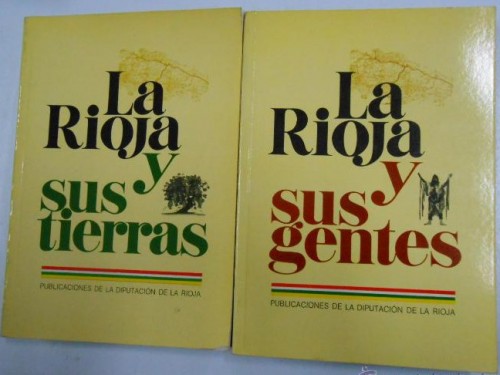 La
Rioja
y
sus
tierras
PUBLICACIONES DE LA DIPUTACIÓN DE LA RIOJA
La
Rioja
y
sus
gentes
PUBLICACIONES DE LA DIPUTACIÓN DE LA RIOJA